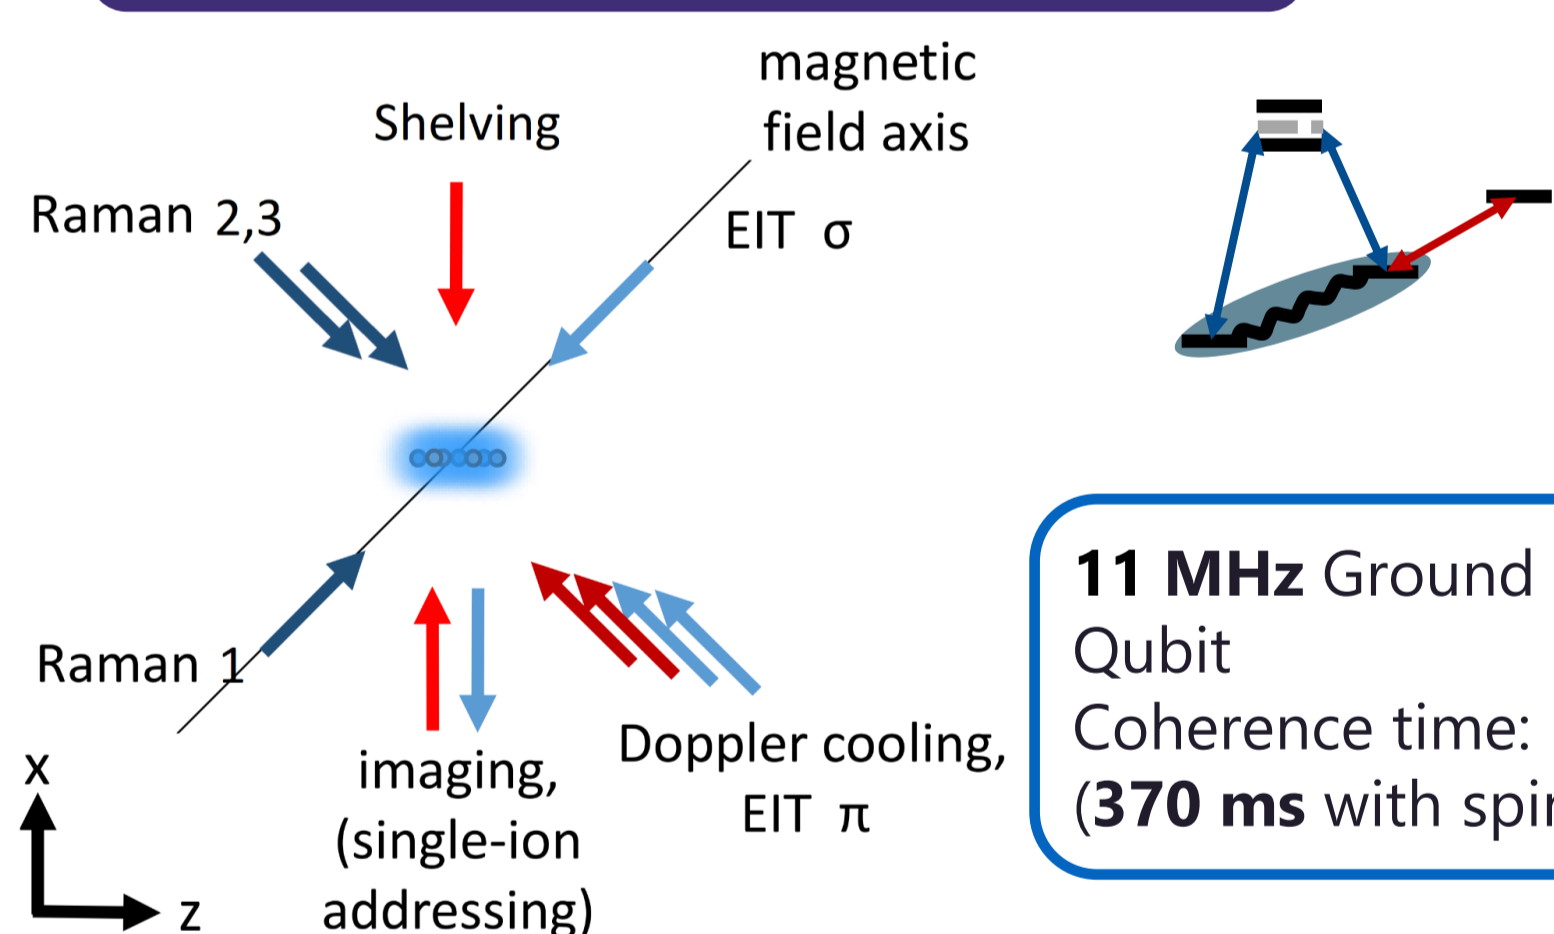 magnetic
field axis
Shelving
Raman 2,3
EIT σ
Raman 1
imaging,
(single-ion
addressing)
Doppler cooling,
EIT π
x
z
11 MHz Ground
Qubit
Coherence time:
(370 ms with spin